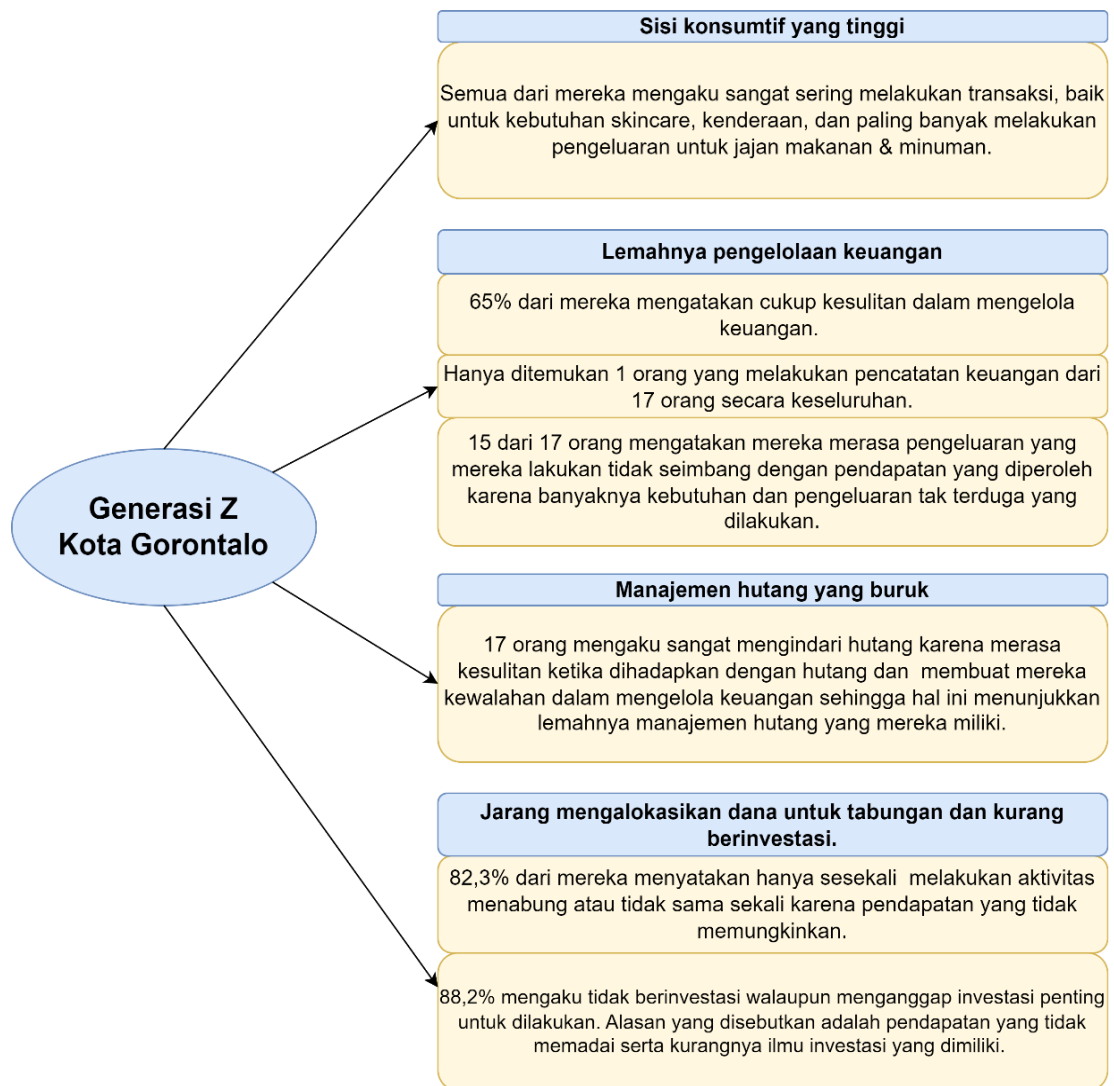 Sisi konsumtif yang tinggi
Semua dari mereka mengaku sangat sering melakukan transaksi, baik
untuk kebutuhan skincare, kenderaan, dan paling banyak melakukan
pengeluaran untuk jajan makanan & minuman.
Lemahnya pengelolaan keuangan
65% dari mereka mengatakan cukup kesulitan dalam mengelola
keuangan.
Hanya ditemukan 1 orang yang melakukan pencatatan keuangan dari
17 orang secara keseluruhan.
15 dari 17 orang mengatakan mereka merasa pengeluaran yang
mereka lakukan tidak seimbang dengan pendapatan yang diperoleh
karena banyaknya kebutuhan dan pengeluaran tak terduga yang
dilakukan.
Generasi Z
Kota Gorontalo
Manajemen hutang yang buruk
17 orang mengaku sangat mengindari hutang karena merasa
kesulitan ketika dihadapkan dengan hutang dan  membuat mereka
kewalahan dalam mengelola keuangan sehingga hal ini menunjukkan
lemahnya manajemen hutang yang mereka miliki.
Jarang mengalokasikan dana untuk tabungan dan kurang
berinvestasi.
82,3% dari mereka menyatakan hanya sesekali  melakukan aktivitas
menabung atau tidak sama sekali karena pendapatan yang tidak
memungkinkan.
88,2% mengaku tidak berinvestasi walaupun menganggap investasi penting
untuk dilakukan. Alasan yang disebutkan adalah pendapatan yang tidak
memadai serta kurangnya ilmu investasi yang dimiliki.